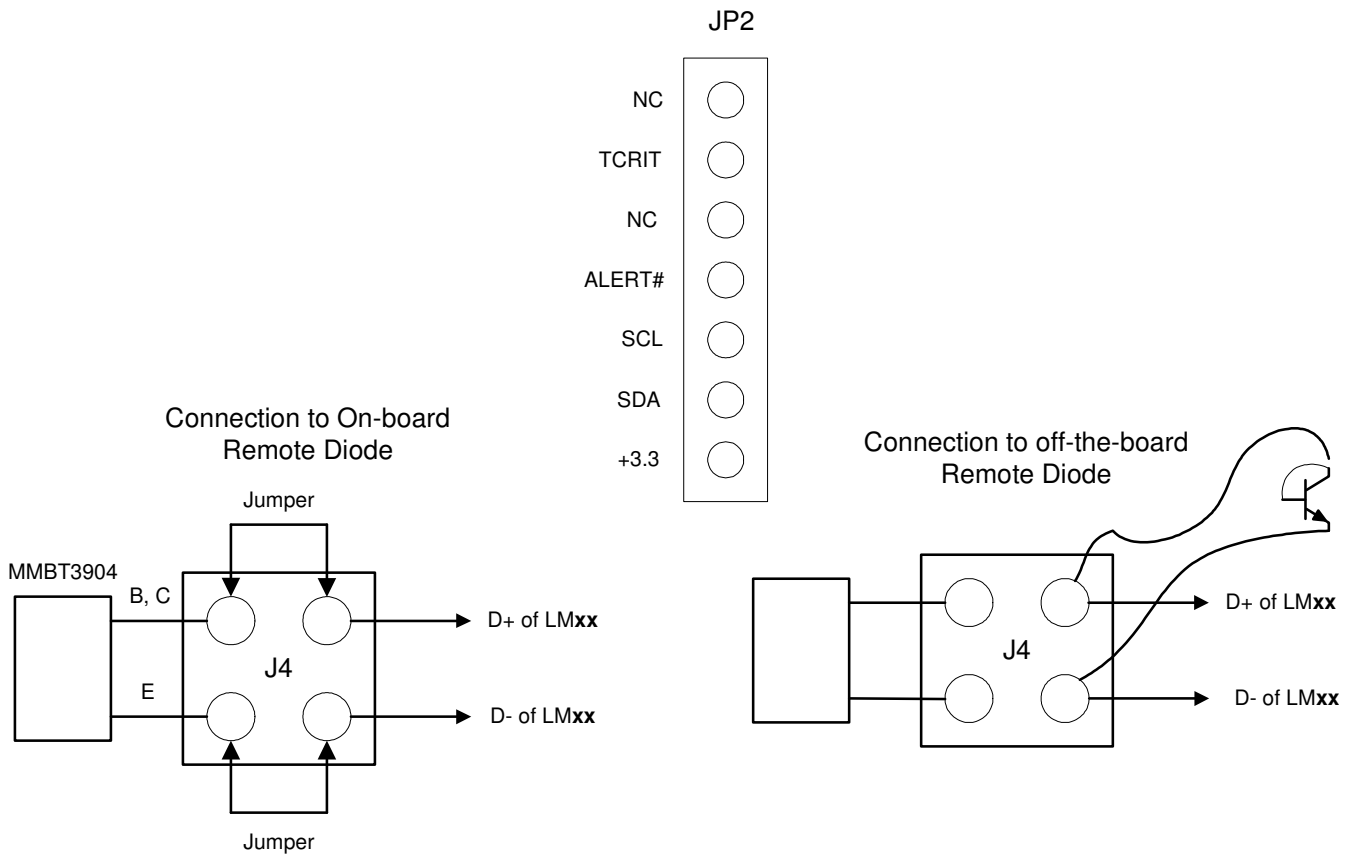 JP2
NC
TCRIT
NC
ALERT#
SCL
SDA
+3.3
Connection to On-board
Remote Diode
Jumper
MMBT3904
B, C
D+ of LMxx
J4
E
D- of LMxx
Jumper
Connection to off-the-board
Remote Diode
D+ of LMxx
J4
D- of LMxx